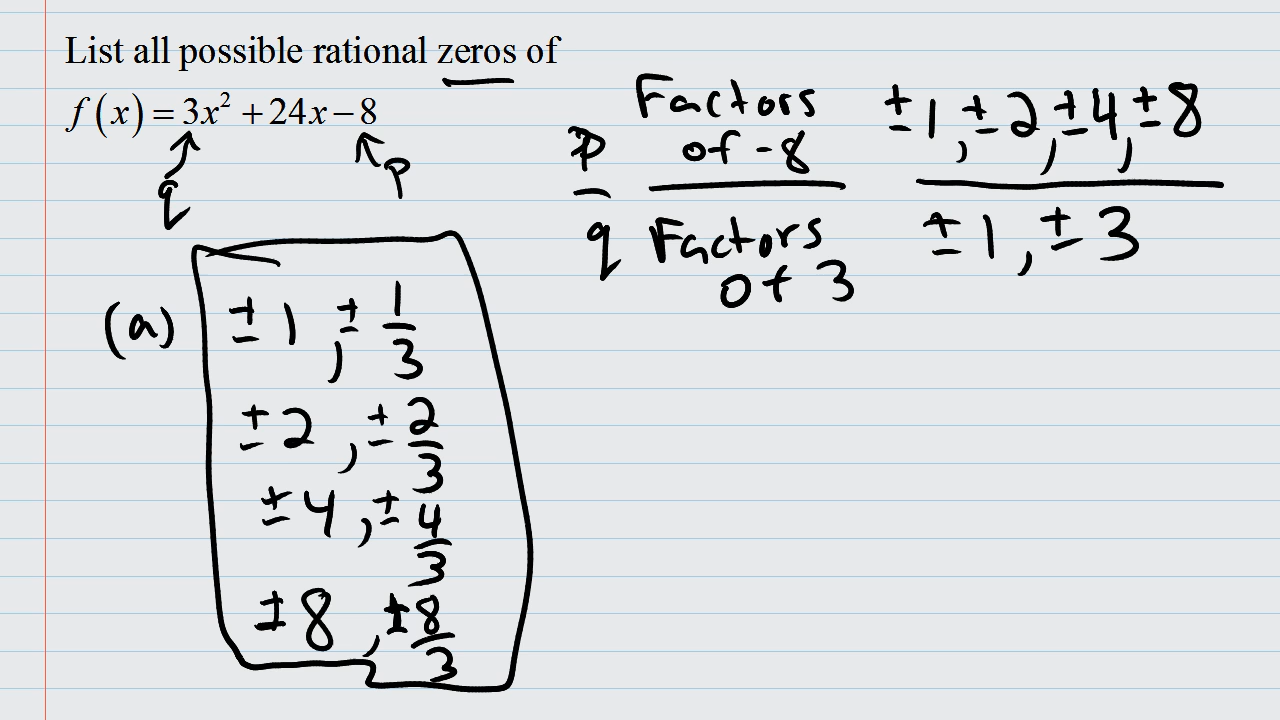 List all possible rational zeros of
f(x) = 3x² + 24x − 8
q p
p/q
Factors of -8
Factors of 3
±1, ±2, ±4, ±8
±1, ±3
(a) ±1, ±1/3
±2, ±2/3
±4, ±4/3
±8, ±8/3